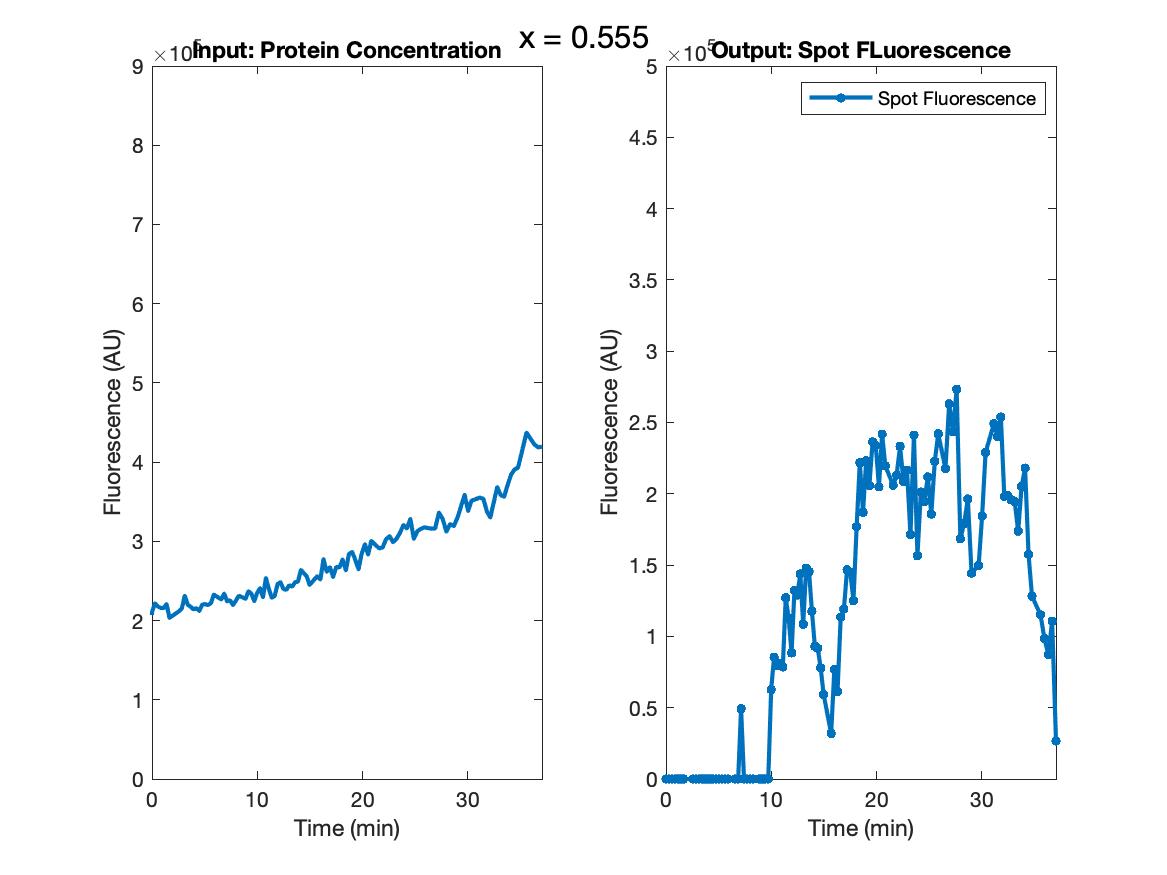 x = 0.555
×10⁵
Input: Protein Concentration
9
8
7
6
5
4
3
2
1
0
0 10 20 30
Fluorescence (AU)
Time (min)
×10⁵
Output: Spot FLuorescence
Spot Fluorescence
5
4.5
4
3.5
3
2.5
2
1.5
1
0.5
0
0 10 20 30
Fluorescence (AU)
Time (min)